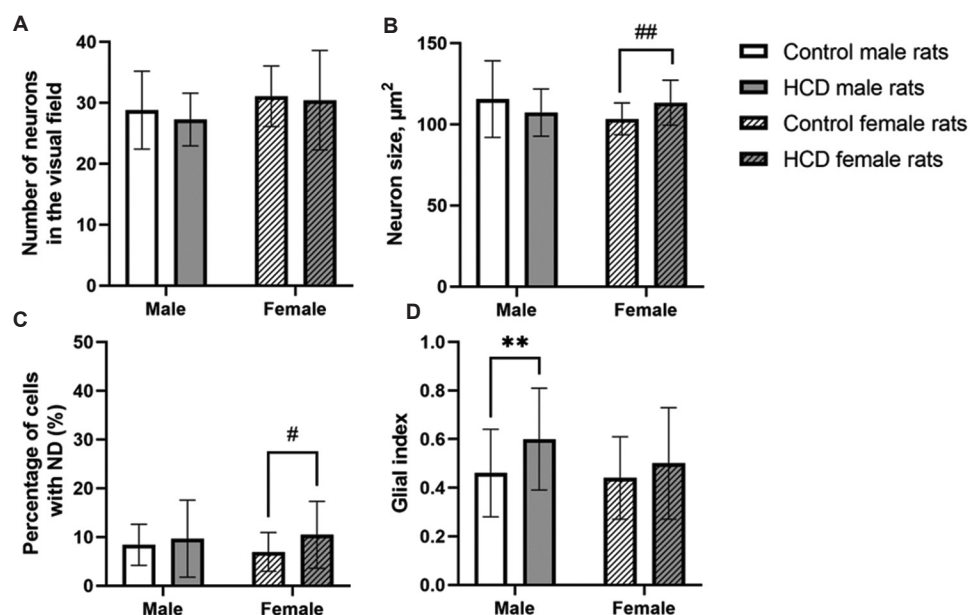 A
Number of neurons
in the visual field
40
30
20
10
0
Male
Female
B
Neuron size, μm²
150
100
50
0
##
Male
Female
Control male rats
HCD male rats
Control female rats
HCD female rats
C
Percentage of cells
with ND (%)
50
40
30
20
10
0
#
Male
Female
D
Glial index
1.0
0.8
0.6
0.4
0.2
0.0
**
Male
Female